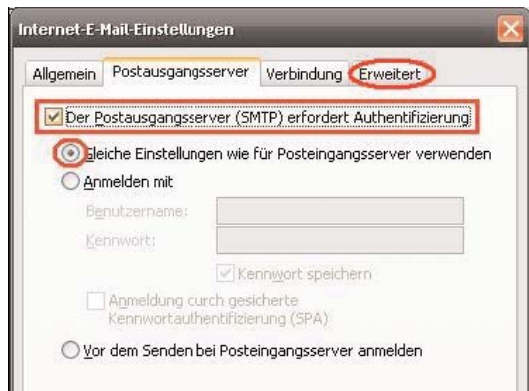 Internet-E-Mail-Einstellungen
Allgemein Postausgangsserver Verbindung Erweitert
Der Postausgangsserver (SMTP) erfordert Authentifizierung
Gleiche Einstellungen wie für Posteingangsserver verwenden
Anmelden mit
Benutzername:
Kennwort:
Kennwort speichern
Anmeldung curch gesicherte
Kennwortauthentifizierung (SPA)
Vor dem Senden bei Posteingangsserver anmelden